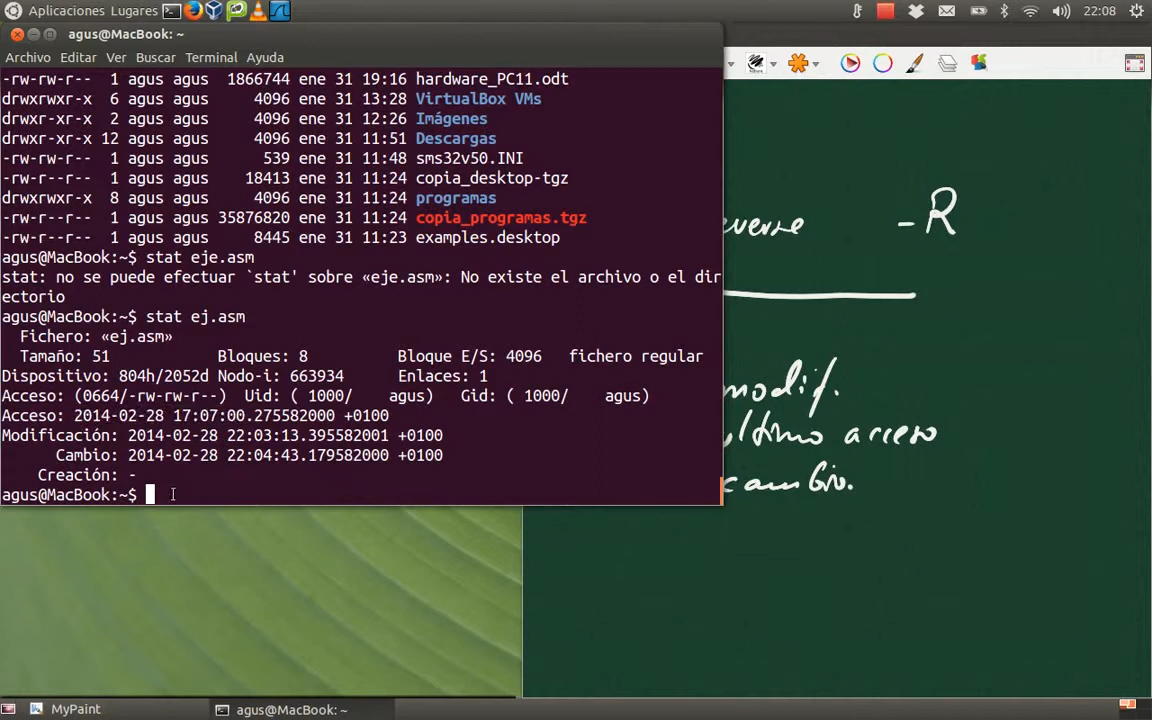 Aplicaciones Lugares 22:08
agus@MacBook: ~
Archivo Editar Ver Buscar Terminal Ayuda
-rw-rw-r-- 1 agus agus 1866744 ene 31 19:16 hardware_PC11.odt
drwxrwxr-x 6 agus agus 4096 ene 31 13:28 VirtualBox VMs
drwxr-xr-x 2 agus agus 4096 ene 31 12:26 Imágenes
drwxr-xr-x 12 agus agus 4096 ene 31 11:51 Descargas
-rw-rw-r-- 1 agus agus 539 ene 31 11:48 sms32v50.INI
-rw-r--r-- 1 agus agus 18413 ene 31 11:24 copia_desktop-tgz
drwxr-xr-x 8 agus agus 4096 ene 31 11:24 programas
-rw-r--r-- 1 agus agus 35876820 ene 31 11:24 copia_programas.tgz
-rw-r--r-- 1 agus agus 8445 ene 31 11:23 examples.desktop
agus@MacBook:~$ stat eje.asm
stat: no se puede efectuar `stat' sobre «eje.asm»: No existe el archivo o el dir
ectorio
agus@MacBook:~$ stat ej.asm
Fichero: «ej.asm»
Tamaño: 51 Bloques: 8 Bloque E/S: 4096 fichero regular
Dispositivo: 804h/2052d Nodo-i: 663934 Enlaces: 1
Acceso: (0664/-rw-rw-r--) Uid: ( 1000/ agus) Gid: ( 1000/ agus)
Acceso: 2014-02-28 17:07:00.275582000 +0100
Modificación: 2014-02-28 22:03:13.395582001 +0100
Cambio: 2014-02-28 22:04:43.179582000 +0100
Creación: -
agus@MacBook:~$
everse -R
modif.
último acceso
cambio.
MyPaint agus@MacBook: ~